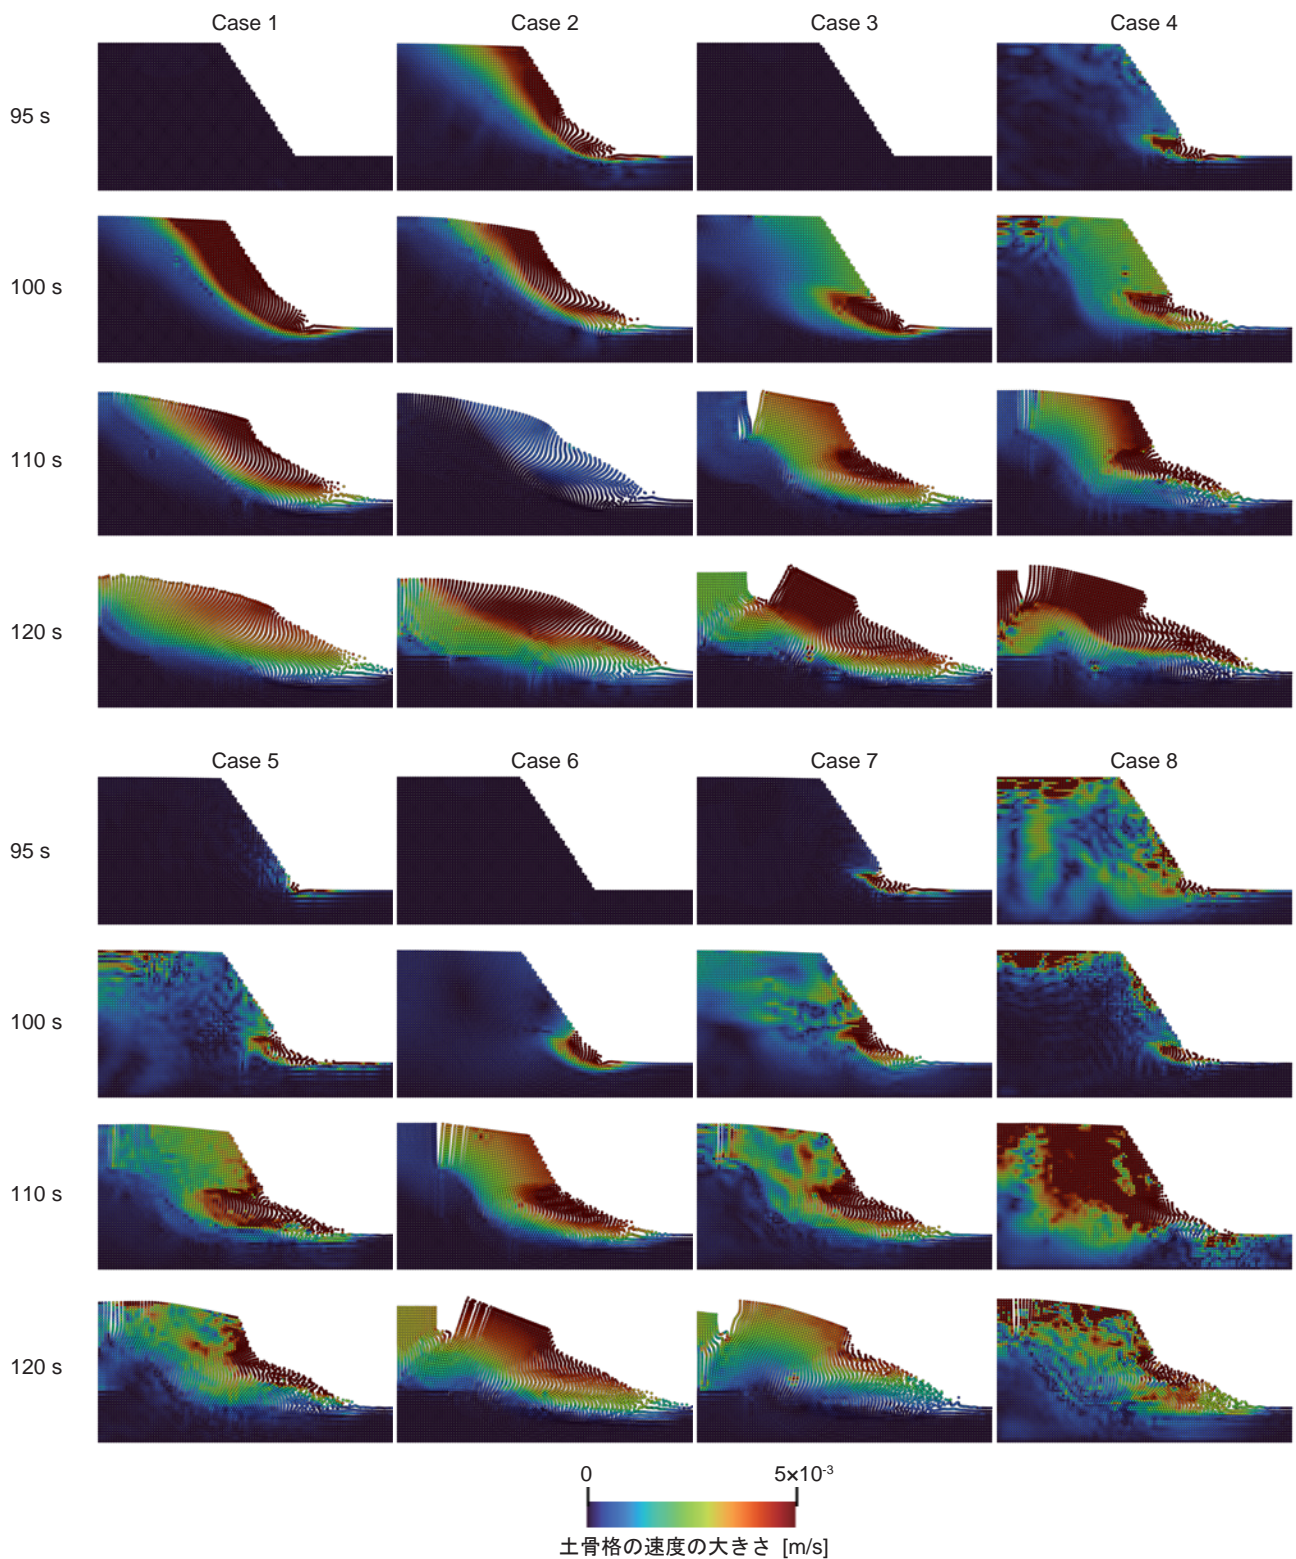 Case 1 Case 2 Case 3 Case 4
95 s
100 s
110 s
120 s
Case 5 Case 6 Case 7 Case 8
95 s
100 s
110 s
120 s
0 5×10⁻³
土骨格の速度の大きさ [m/s]